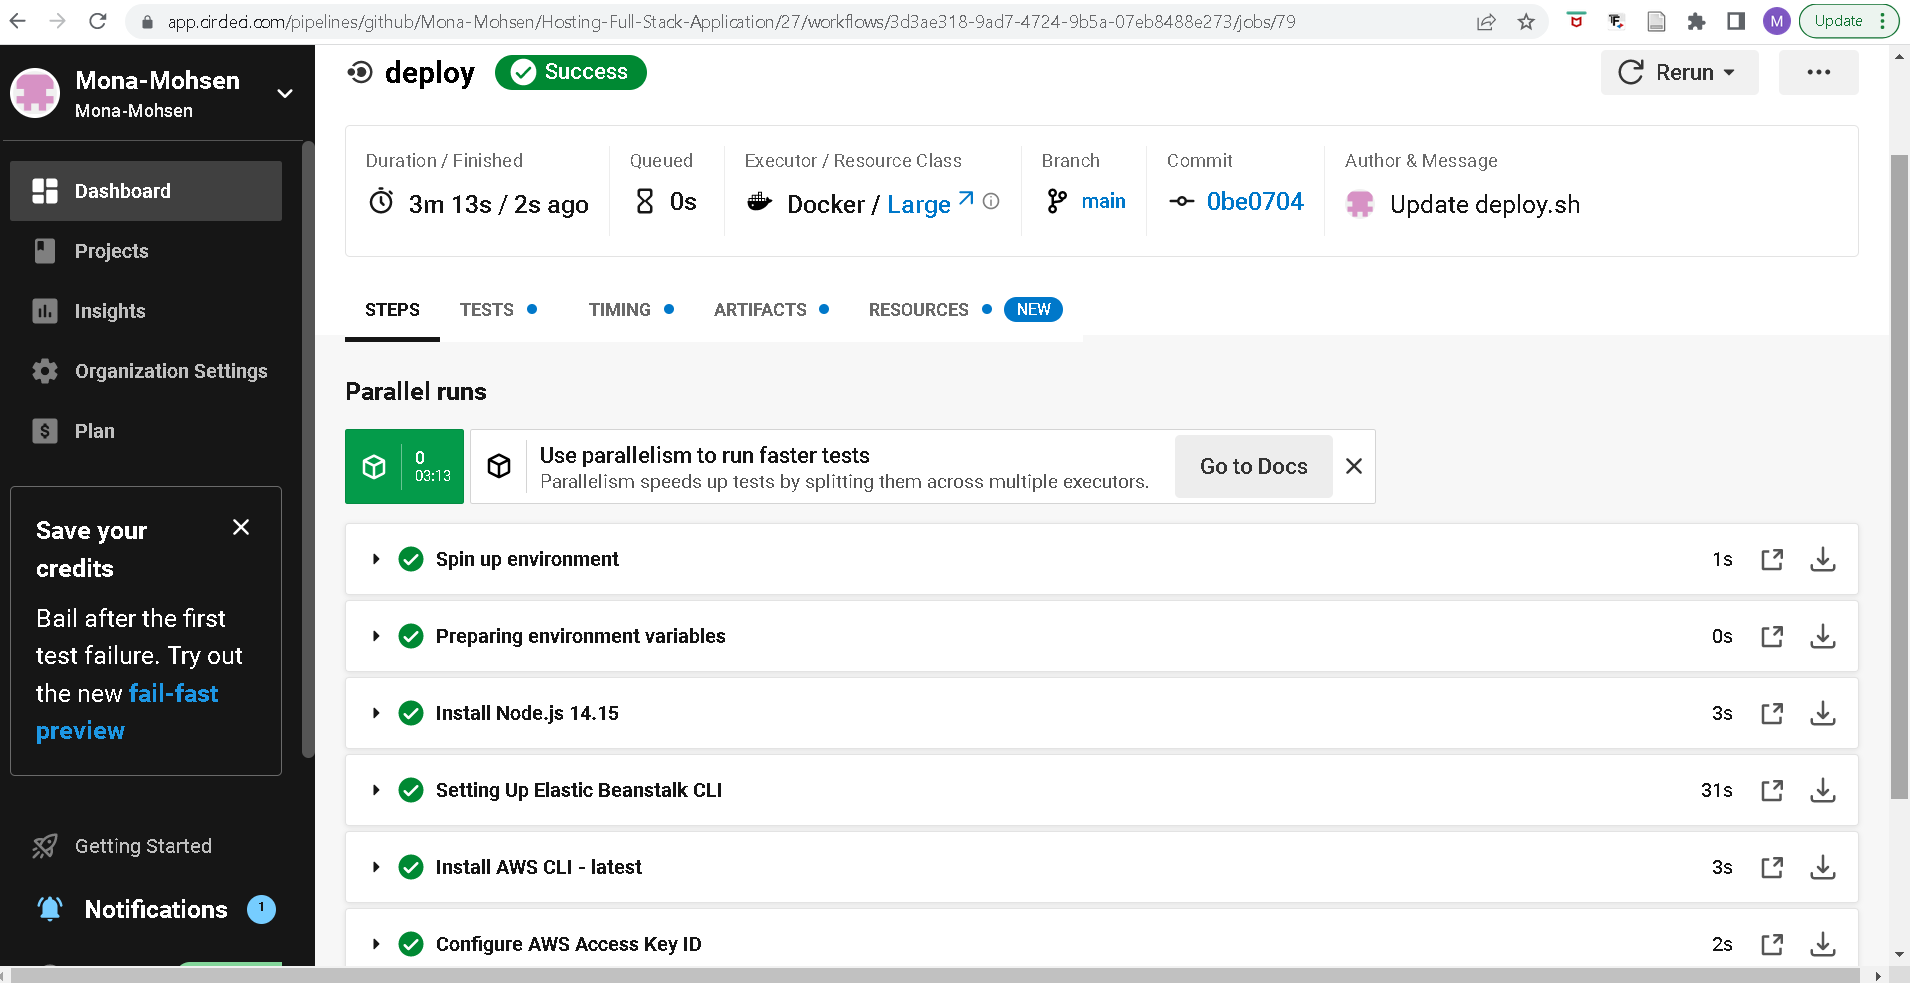 app.circleci.com/pipelines/github/Mona-Mohsen/Hosting-Full-Stack-Application/27/workflows/3d3ae318-9ad7-4724-9b5a-07eb8488e273/jobs/79
M
Update
Mona-Mohsen
Mona-Mohsen
Dashboard
Projects
Insights
Organization Settings
Plan
Save your
credits
Bail after the first
test failure. Try out
the new fail-fast
preview
Getting Started
Notifications 1
deploy Success
Rerun
Duration / Finished
3m 13s / 2s ago
Queued
0s
Executor / Resource Class
Docker / Large
Branch
main
Commit
0be0704
Author & Message
Update deploy.sh
STEPS TESTS TIMING ARTIFACTS RESOURCES NEW
Parallel runs
0
03:13
Use parallelism to run faster tests
Parallelism speeds up tests by splitting them across multiple executors.
Go to Docs
Spin up environment 1s
Preparing environment variables 0s
Install Node.js 14.15 3s
Setting Up Elastic Beanstalk CLI 31s
Install AWS CLI - latest 3s
Configure AWS Access Key ID 2s